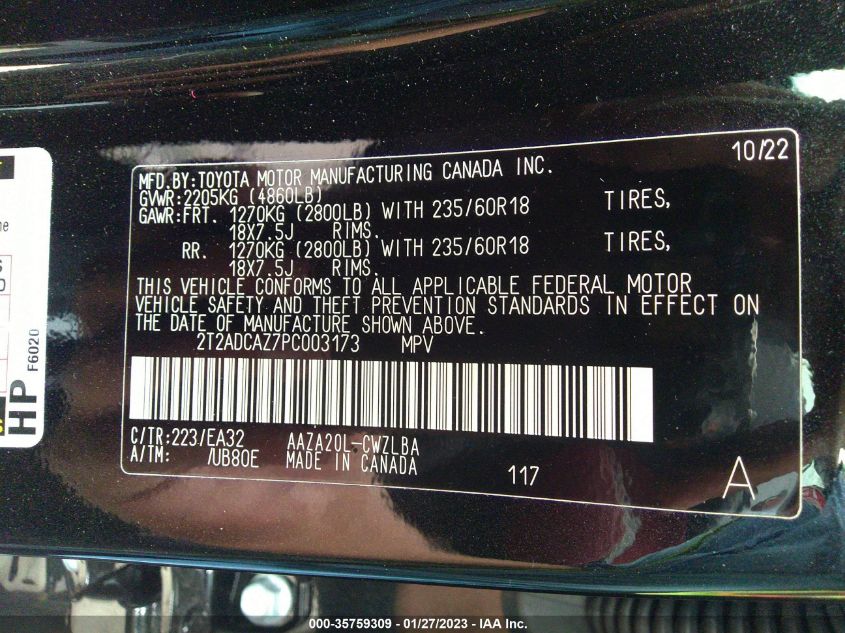 10/22
MFD.BY:TOYOTA MOTOR MANUFACTURING CANADA INC.
GVWR:2205KG (4860LB)
GAWR:FRT. 1270KG (2800LB) WITH 235/60R18 TIRES,
18X7.5J RIMS.
RR. 1270KG (2800LB) WITH 235/60R18 TIRES,
18X7.5J RIMS.
THIS VEHICLE CONFORMS TO ALL APPLICABLE FEDERAL MOTOR
VEHICLE SAFETY AND THEFT PREVENTION STANDARDS IN EFFECT ON
THE DATE OF MANUFACTURE SHOWN ABOVE.
2T2ADCAZ7PC003173 MPV
C/TR:223/EA32 AAZA20L-CWZLBA
A/TM: /UB80E MADE IN CANADA
117 A
HP
F6020
000-35759309 - 01/27/2023 - IAA Inc.